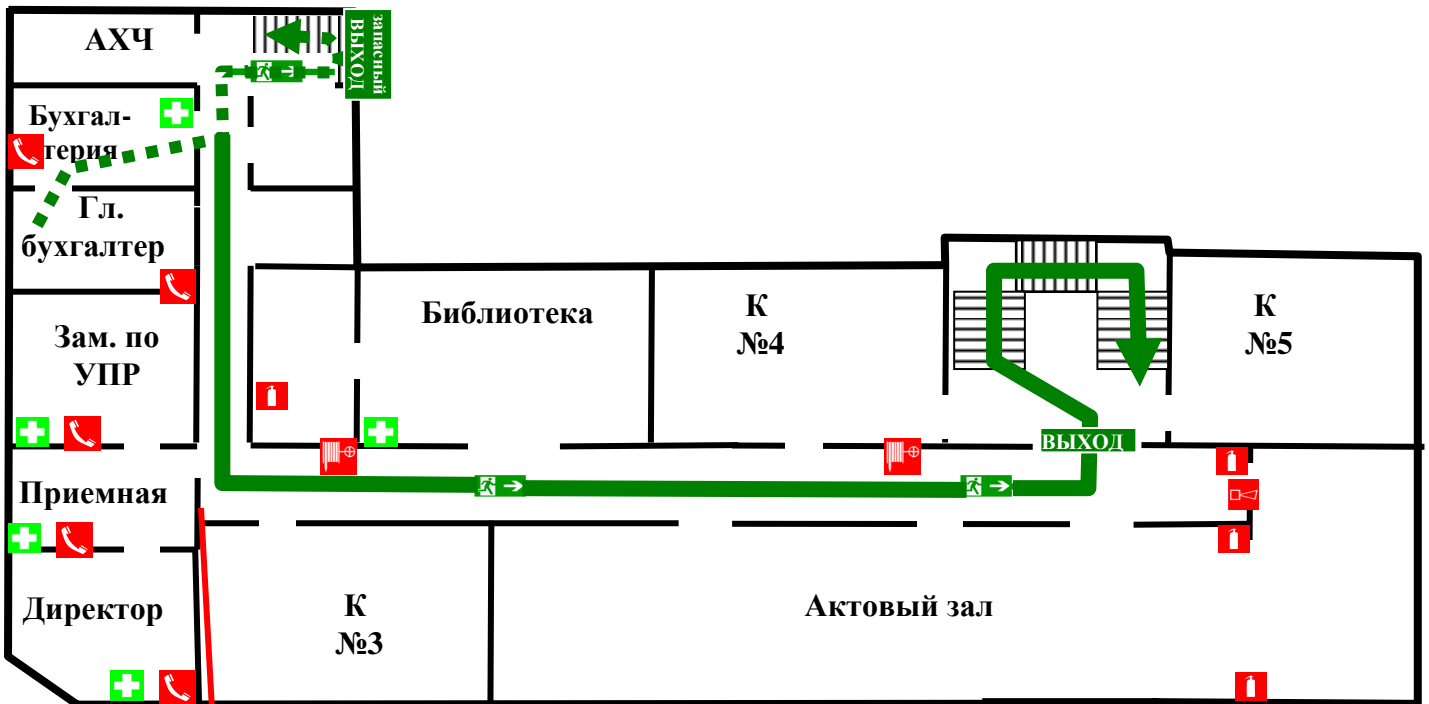 АХЧ
запасный
ВЫХОД
Бухгал-
терия
Гл.
бухгалтер
Зам. по
УПР
Библиотека
К
№4
К
№5
ВЫХОД
Приемная
Директор
К
№3
Актовый зал